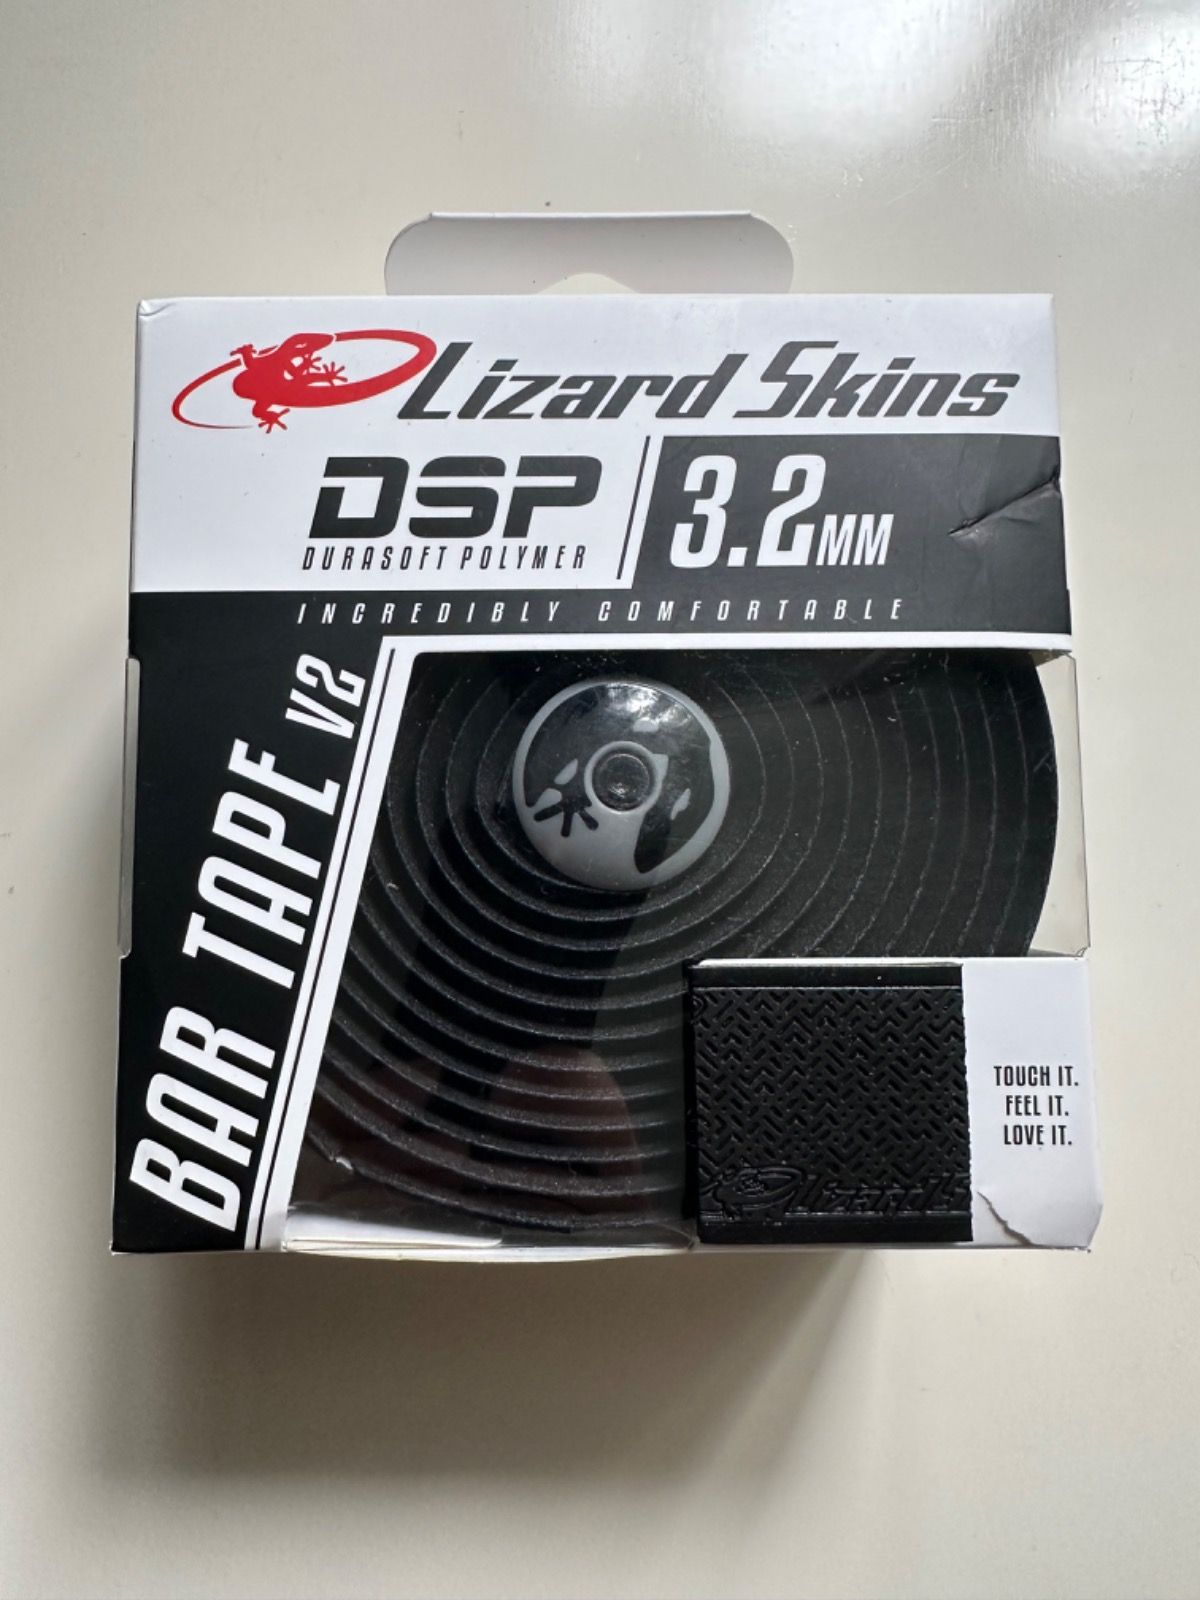 Lizard Skins
DSP
DURASOFT POLYMER
3.2MM
INCREDIBLY COMFORTABLE
BAR TAPE V2
TOUCH IT.
FEEL IT.
LOVE IT.